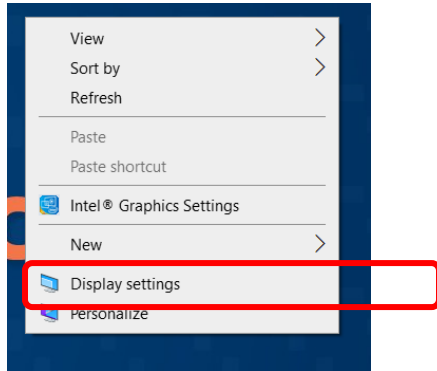 View
Sort by
Refresh
Paste
Paste shortcut
Intel® Graphics Settings
New
Display settings
Personalize